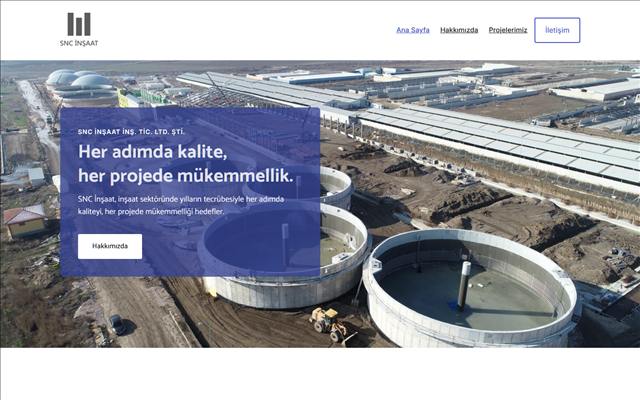 SNC İNŞAAT
Ana Sayfa
Hakkımızda
Projelerimiz
İletişim
SNC İNŞAAT İNŞ. TİC. LTD. ŞTİ.
Her adımda kalite,
her projede mükemmellik.
SNC İnşaat, inşaat sektöründe yılların tecrübesiyle her adımda
kaliteyi, her projede mükemmelliği hedefler.
Hakkımızda